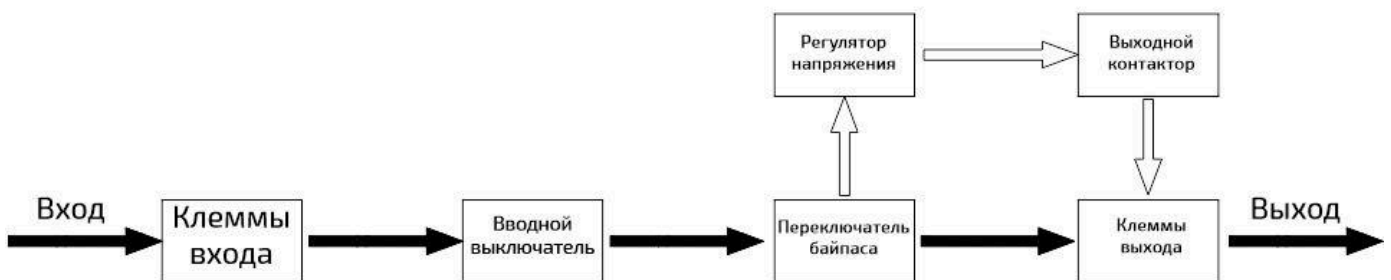 Регулятор
напряжения
Выходной
контактор
Вход
Клеммы
входа
Вводной
выключатель
Переключатель
байпаса
Клеммы
выхода
Выход